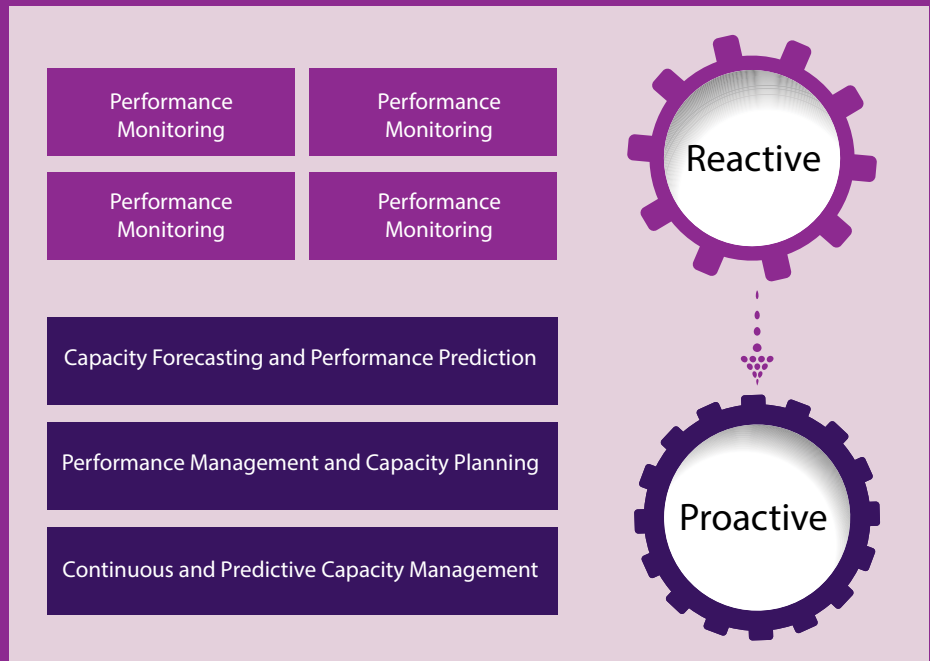 Performance
Monitoring
Performance
Monitoring
Reactive
Performance
Monitoring
Performance
Monitoring
Capacity Forecasting and Performance Prediction
Performance Management and Capacity Planning
Proactive
Continuous and Predictive Capacity Management